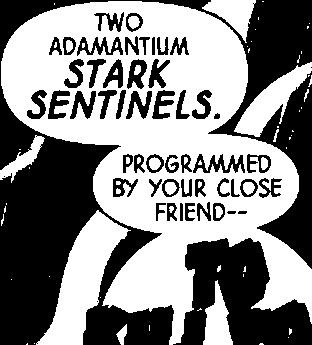 TWO
ADAMANTIUM
STARK
SENTINELS.
PROGRAMMED
BY YOUR CLOSE
FRIEND--
TO